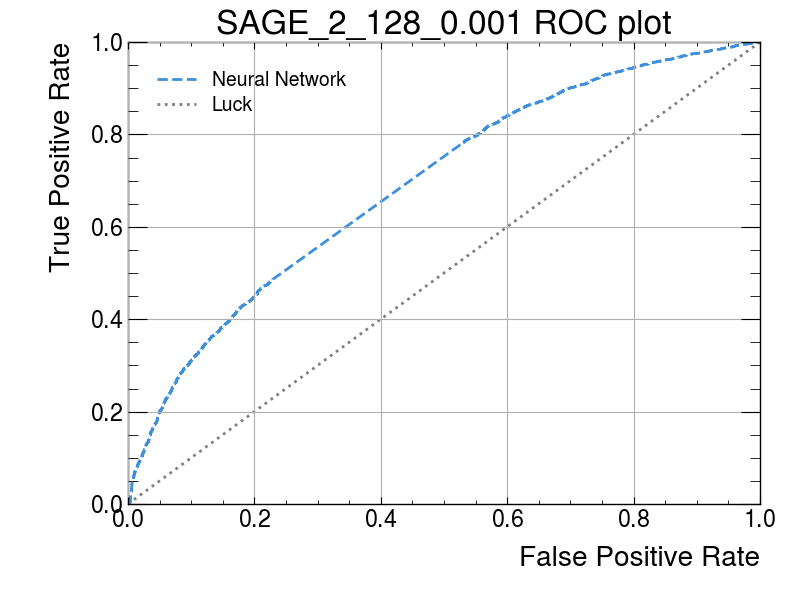 SAGE_2_128_0.001 ROC plot
True Positive Rate
1.0
0.8
0.6
0.4
0.2
0.0
Neural Network
Luck
0.0 0.2 0.4 0.6 0.8 1.0
False Positive Rate